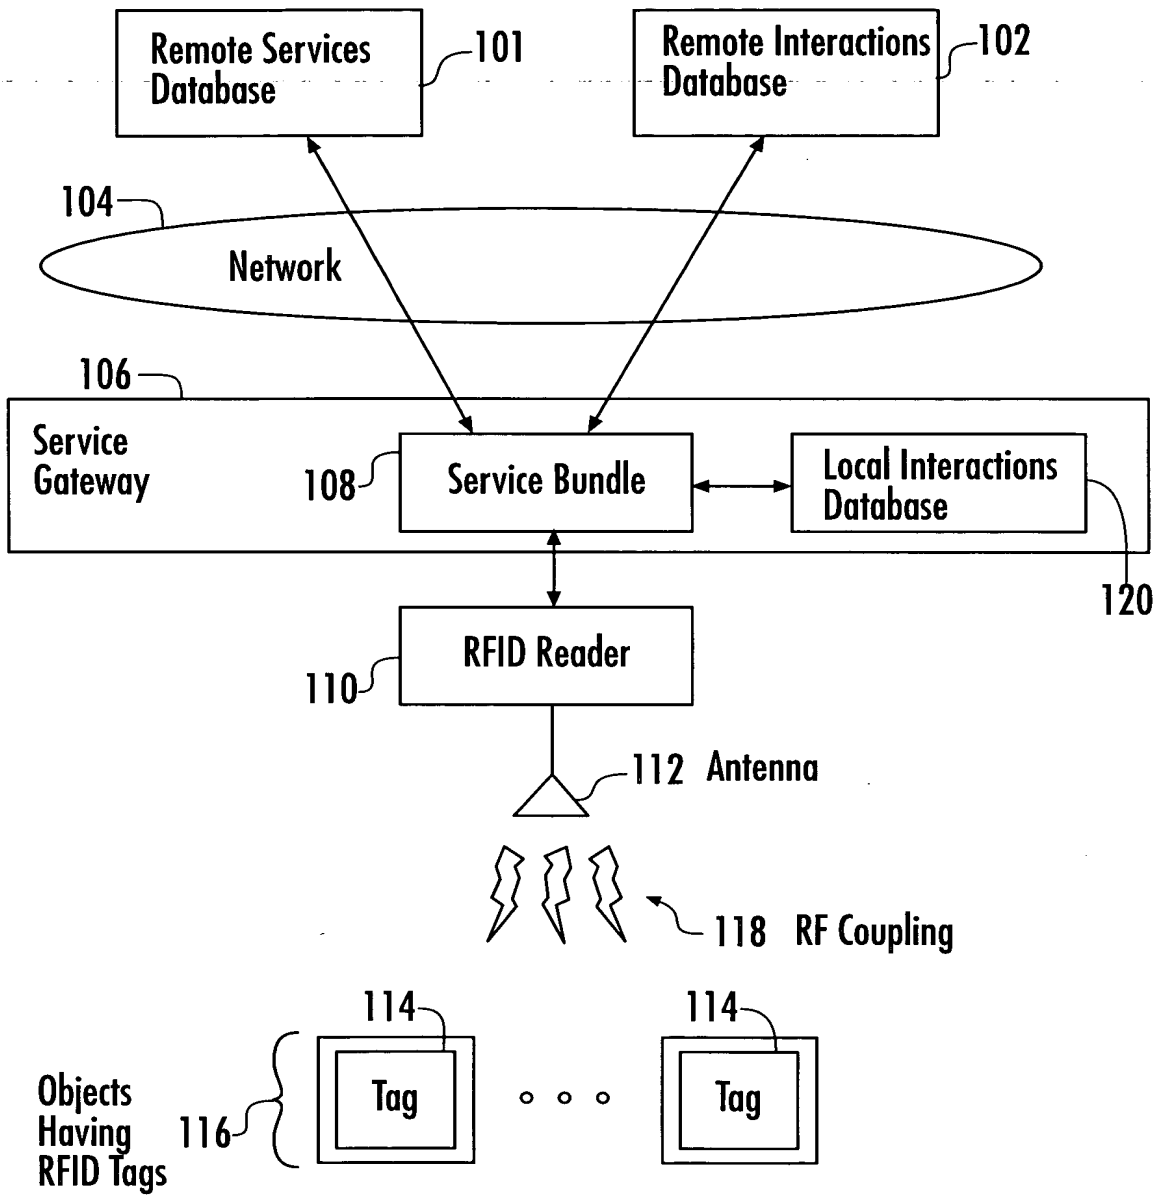 Remote Services
Database
101
Remote Interactions
Database
102
104
Network
106
Service
Gateway
108
Service Bundle
Local Interactions
Database
120
RFID Reader
110
112 Antenna
118 RF Coupling
114
114
Tag
Tag
Objects
Having
RFID Tags
116